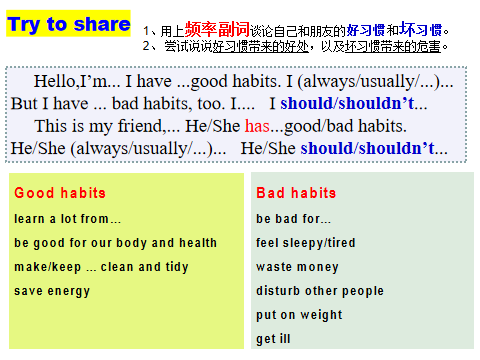 Try to share
1、用上频率副词谈论自己和朋友的好习惯和坏习惯。
2、 尝试说说好习惯带来的好处，以及坏习惯带来的危害。
Hello,I’m... I have ...good habits. I (always/usually/...)...
But I have ... bad habits, too. I.... I should/shouldn’t...
This is my friend,... He/She has...good/bad habits.
He/She (always/usually/...)... He/She should/shouldn’t...
Good habits
learn a lot from...
be good for our body and health
make/keep ... clean and tidy
save energy
Bad habits
be bad for...
feel sleepy/tired
waste money
disturb other people
put on weight
get ill